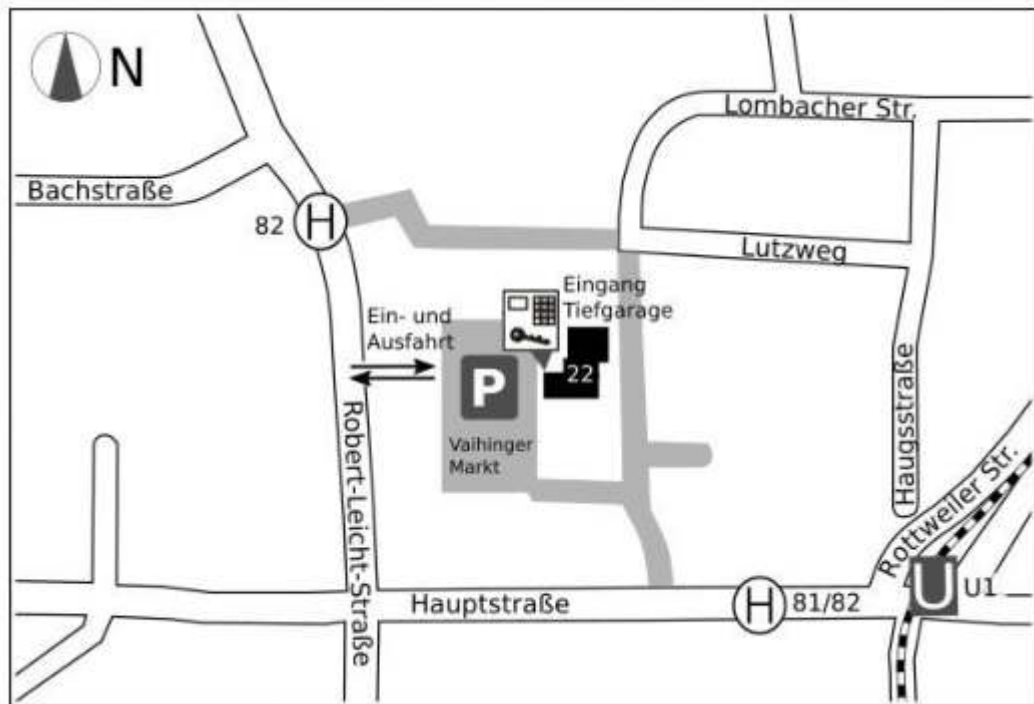 N
Lombacher Str.
Bachstraße
82
H
Lutzweg
Eingang
Tiefgarage
Ein- und
Ausfahrt
22
P
Vaihinger
Markt
Robert-Leicht-Straße
Haugsstraße
Rottweiler Str.
U
U1
Hauptstraße
H
81/82